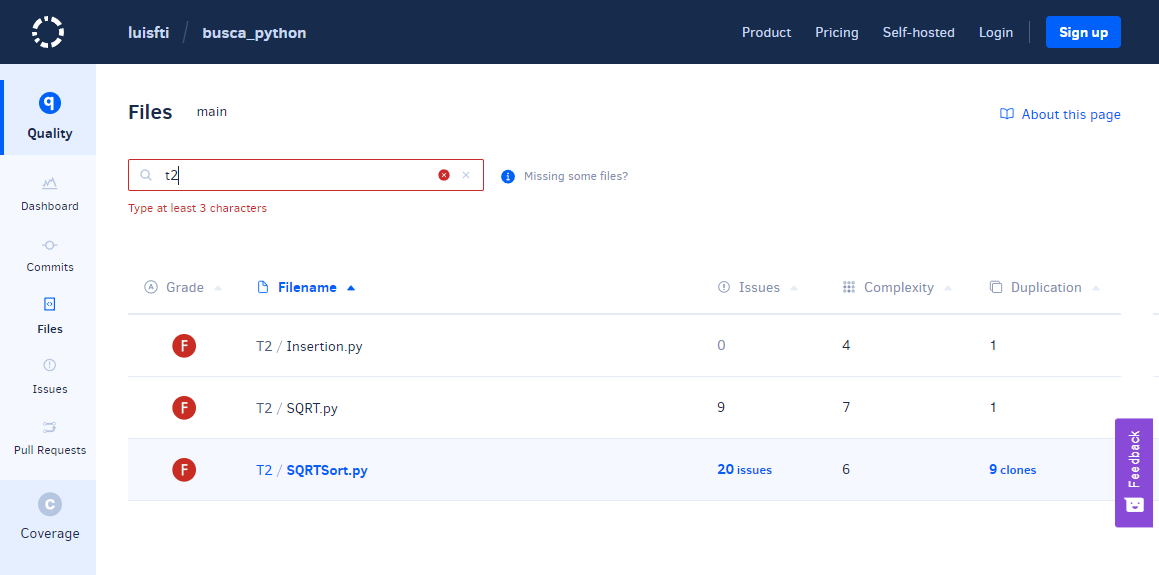 luisfti / busca_python
Product Pricing Self-hosted Login Sign up
Quality
Dashboard
Commits
Files
Issues
Pull Requests
Coverage
Files main
About this page
t2
Missing some files?
Type at least 3 characters
Grade Filename Issues Complexity Duplication
F T2 / Insertion.py 0 4 1
F T2 / SQRT.py 9 7 1
F T2 / SQRTSort.py 20 issues 6 9 clones
Feedback